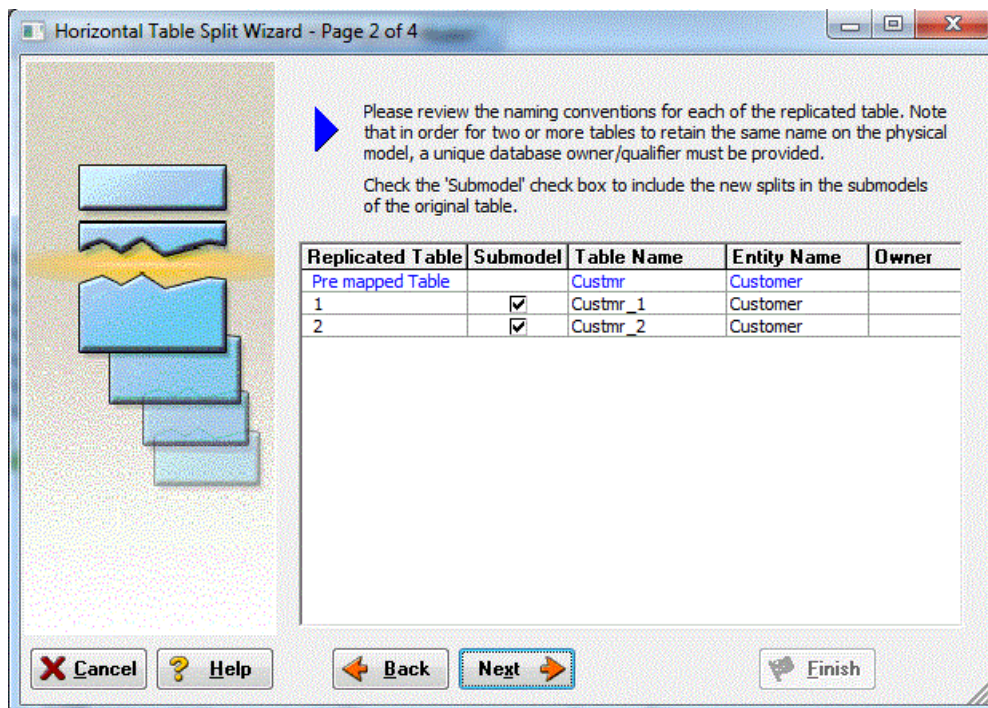 Horizontal Table Split Wizard - Page 2 of 4
Please review the naming conventions for each of the replicated table. Note
that in order for two or more tables to retain the same name on the physical
model, a unique database owner/qualifier must be provided.
Check the 'Submodel' check box to include the new splits in the submodels
of the original table.
Replicated Table Submodel Table Name Entity Name Owner
Pre mapped Table Custmr Customer
1 Custmr_1 Customer
2 Custmr_2 Customer
Cancel Help Back Next Finish